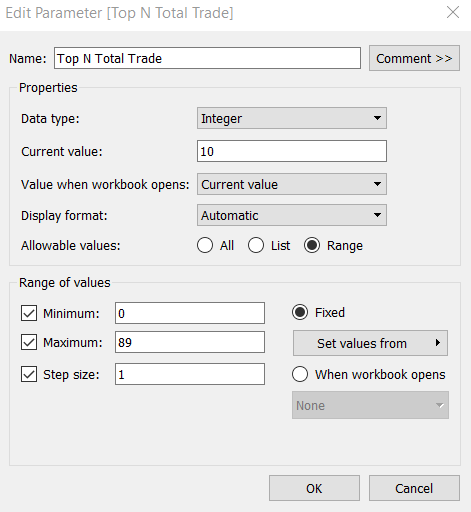 Edit Parameter [Top N Total Trade]
Name: Top N Total Trade Comment >>
Properties
Data type: Integer
Current value: 10
Value when workbook opens: Current value
Display format: Automatic
Allowable values: All List Range
Range of values
Minimum: 0 Fixed
Maximum: 89 Set values from
Step size: 1 When workbook opens
None
OK Cancel